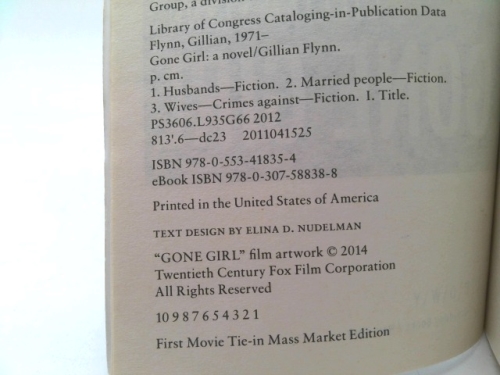 Group, a division
Library of Congress Cataloging-in-Publication Data
Flynn, Gillian, 1971–
Gone Girl: a novel/Gillian Flynn.
p. cm.
1. Husbands—Fiction. 2. Married people—Fiction.
3. Wives—Crimes against—Fiction. I. Title.
PS3606.L935G66 2012
813'.6—dc23 2011041525
ISBN 978-0-553-41835-4
eBook ISBN 978-0-307-58838-8
Printed in the United States of America
TEXT DESIGN BY ELINA D. NUDELMAN
“GONE GIRL” film artwork © 2014
Twentieth Century Fox Film Corporation
All Rights Reserved
10 9 8 7 6 5 4 3 2 1
First Movie Tie-in Mass Market Edition